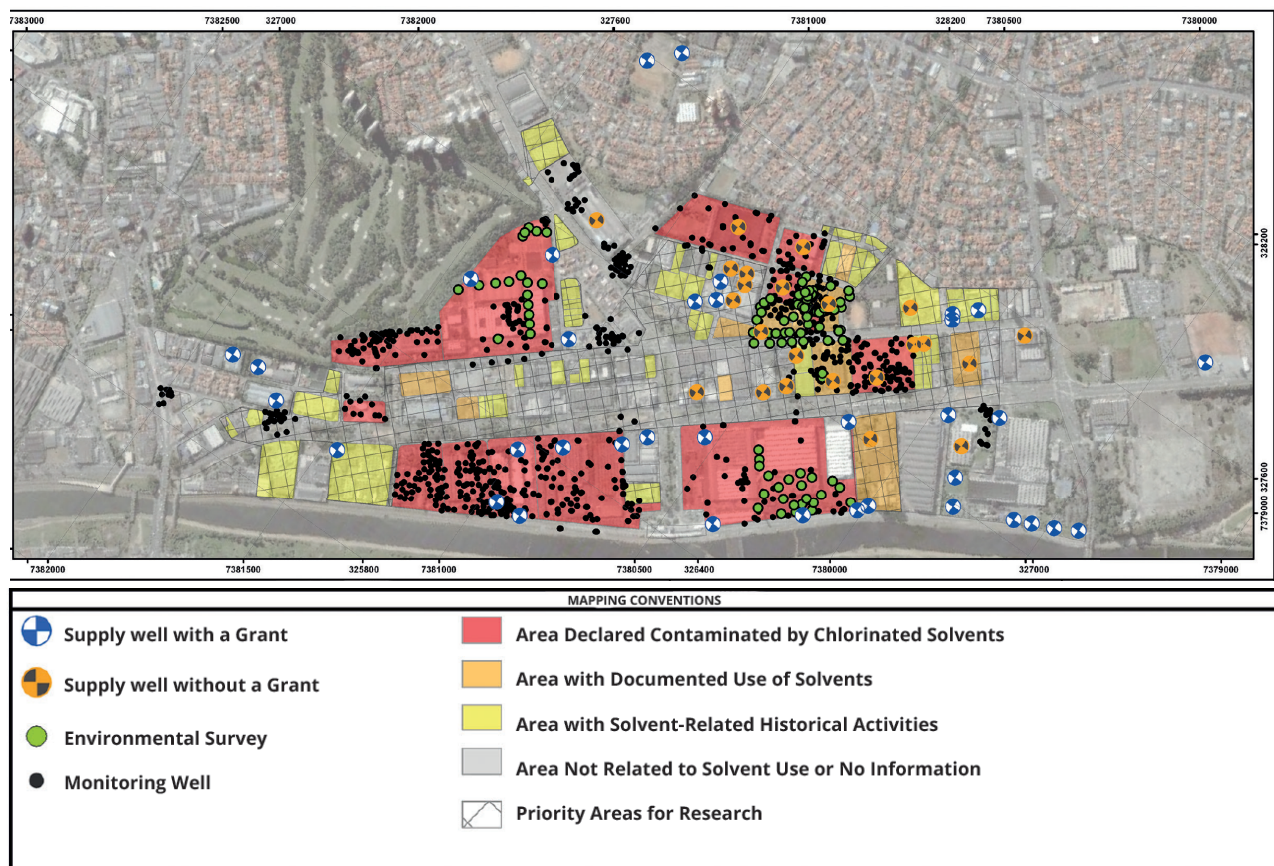 7383000 7382500 327000 7382000 327600 7381000 328200 7380500 7380000
328200
327600
7379000
7382000 7381500 325800 7381000 7380500 326400 7380000 327000 7379000
MAPPING CONVENTIONS
Supply well with a Grant
Supply well without a Grant
Environmental Survey
Monitoring Well
Area Declared Contaminated by Chlorinated Solvents
Area with Documented Use of Solvents
Area with Solvent-Related Historical Activities
Area Not Related to Solvent Use or No Information
Priority Areas for Research